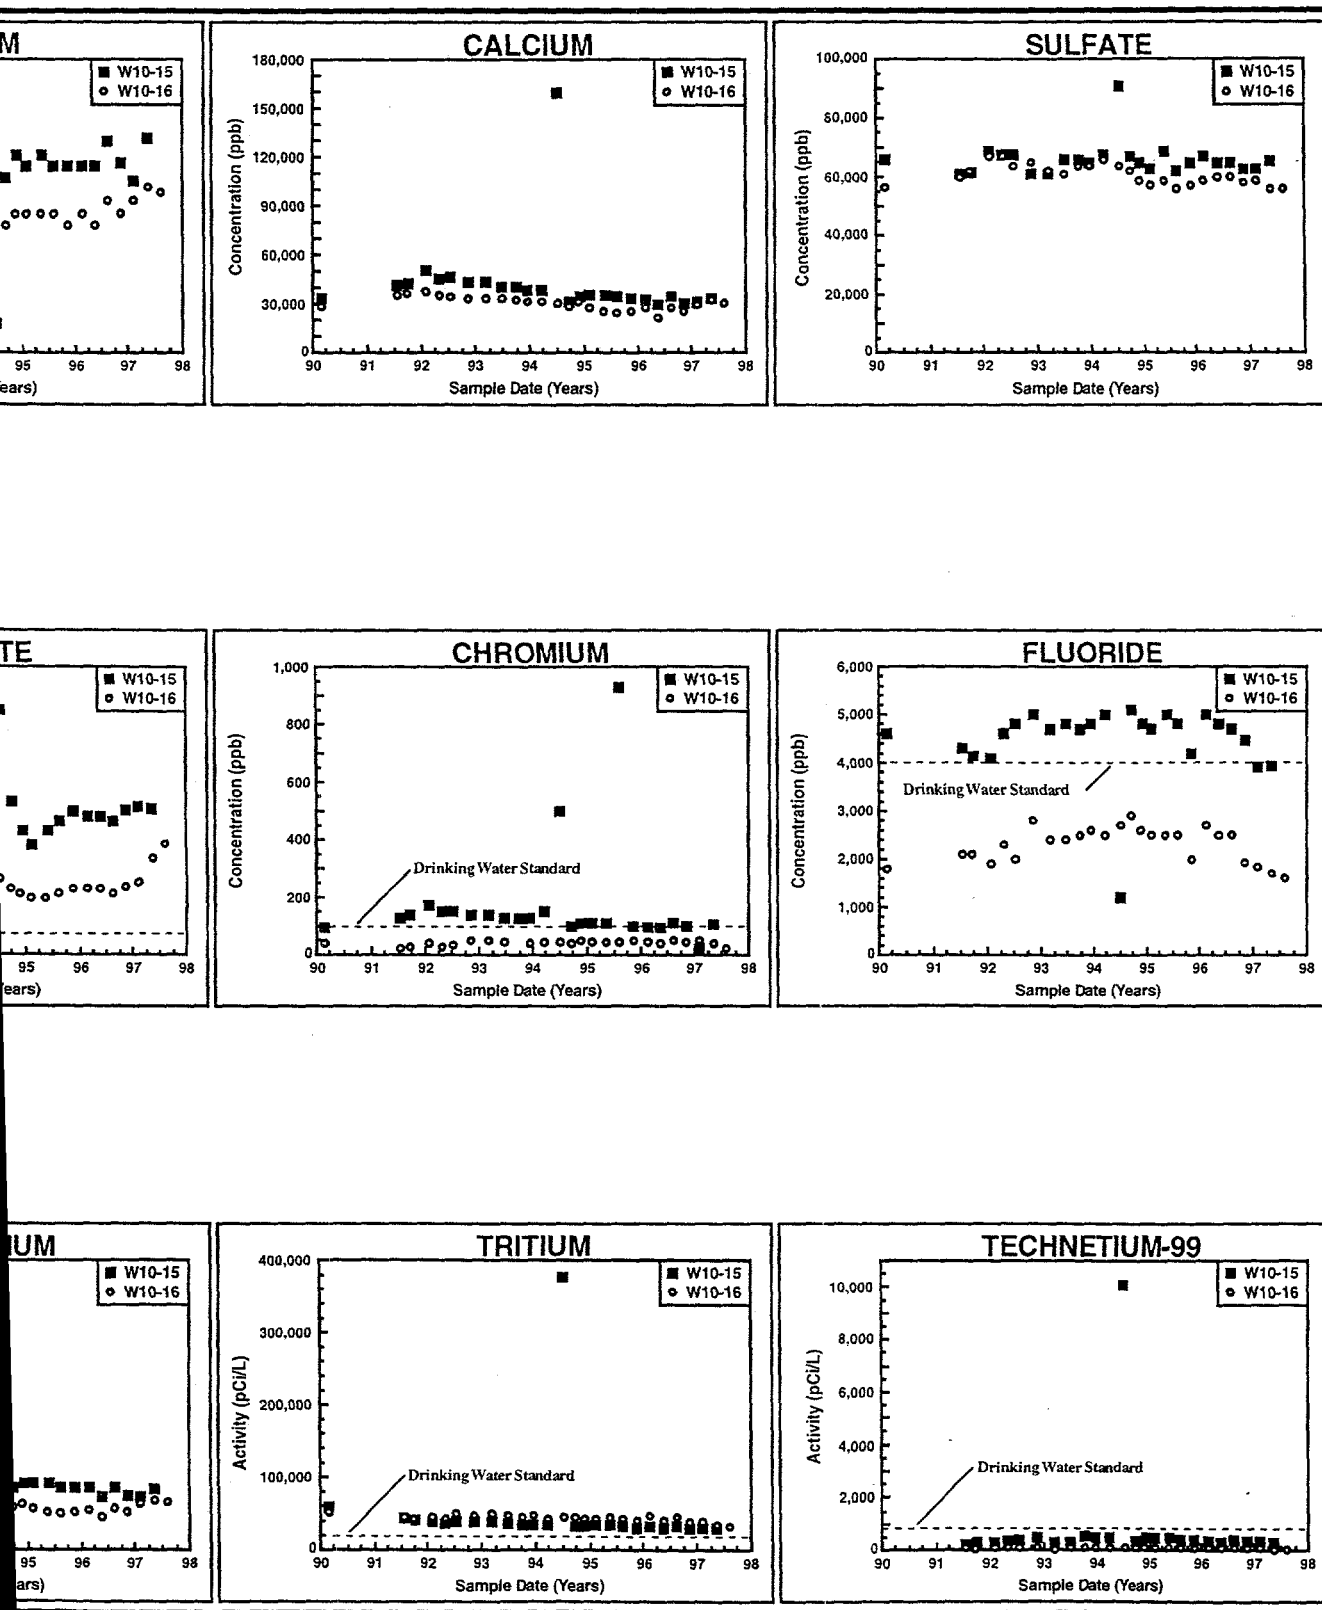 M
W10-15
W10-16
95 96 97 98
ears)
CALCIUM
W10-15
W10-16
Concentration (ppb)
180,000
150,000
120,000
90,000
60,000
30,000
0
90 91 92 93 94 95 96 97 98
Sample Date (Years)
SULFATE
W10-15
W10-16
Concentration (ppb)
100,000
80,000
60,000
40,000
20,000
0
90 91 92 93 94 95 96 97 98
Sample Date (Years)
TE
W10-15
W10-16
95 96 97 98
ears)
CHROMIUM
W10-15
W10-16
Concentration (ppb)
1,000
800
600
400
200
0
Drinking Water Standard
90 91 92 93 94 95 96 97 98
Sample Date (Years)
FLUORIDE
W10-15
W10-16
Concentration (ppb)
6,000
5,000
4,000
3,000
2,000
1,000
0
Drinking Water Standard
90 91 92 93 94 95 96 97 98
Sample Date (Years)
IUM
W10-15
W10-16
95 96 97 98
ars)
TRITIUM
W10-15
W10-16
Activity (pCi/L)
400,000
300,000
200,000
100,000
0
Drinking Water Standard
90 91 92 93 94 95 96 97 98
Sample Date (Years)
TECHNETIUM-99
W10-15
W10-16
Activity (pCi/L)
10,000
8,000
6,000
4,000
2,000
0
Drinking Water Standard
90 91 92 93 94 95 96 97 98
Sample Date (Years)